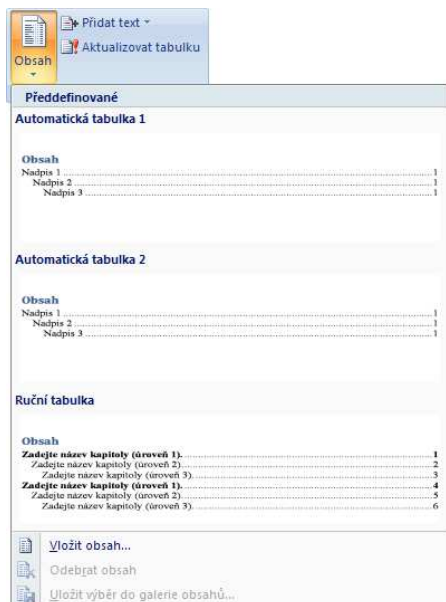 Přidat text
Aktualizovat tabulku
Obsah
Předdefinované
Automatická tabulka 1
Obsah
Nadpis 1 ........ 1
Nadpis 2 ........ 1
Nadpis 3 ........ 1
Automatická tabulka 2
Obsah
Nadpis 1 ........ 1
Nadpis 2 ........ 1
Nadpis 3 ........ 1
Ruční tabulka
Obsah
Zadejte název kapitoly (úroveň 1). ........ 1
Zadejte název kapitoly (úroveň 2) ........ 2
Zadejte název kapitoly (úroveň 3). ........ 3
Zadejte název kapitoly (úroveň 1). ........ 4
Zadejte název kapitoly (úroveň 2) ........ 5
Zadejte název kapitoly (úroveň 3). ........ 6
Vložit obsah...
Odebrat obsah
Uložit výběr do galerie obsahů...